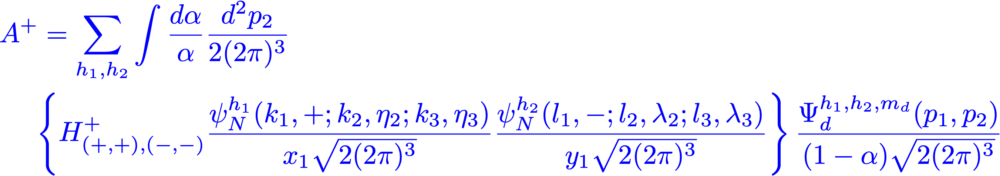 A^+ = \sum_{h_1,h_2} \int \frac{d\alpha}{\alpha} \frac{d^2 p_2}{2(2\pi)^3}
\left\{ H^+_{(+,+),(-,-)} \frac{\psi_N^{h_1}(k_1,+;k_2,\eta_2;k_3,\eta_3)}{x_1\sqrt{2(2\pi)^3}} \frac{\psi_N^{h_2}(l_1,-;l_2,\lambda_2;l_3,\lambda_3)}{y_1\sqrt{2(2\pi)^3}} \right\} \frac{\Psi_d^{h_1,h_2,m_d}(p_1,p_2)}{(1-\alpha)\sqrt{2(2\pi)^3}}